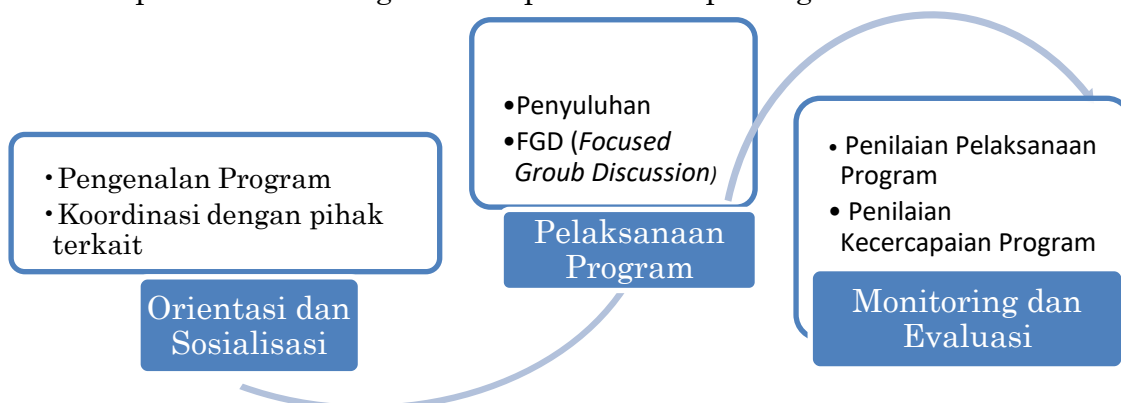 •Penyuluhan
•FGD (Focused
Groub Discussion)
Pelaksanaan
Program
•Pengenalan Program
•Koordinasi dengan pihak
terkait
Orientasi dan
Sosialisasi
• Penilaian Pelaksanaan
Program
• Penilaian
Kecercapaian Program
Monitoring dan
Evaluasi